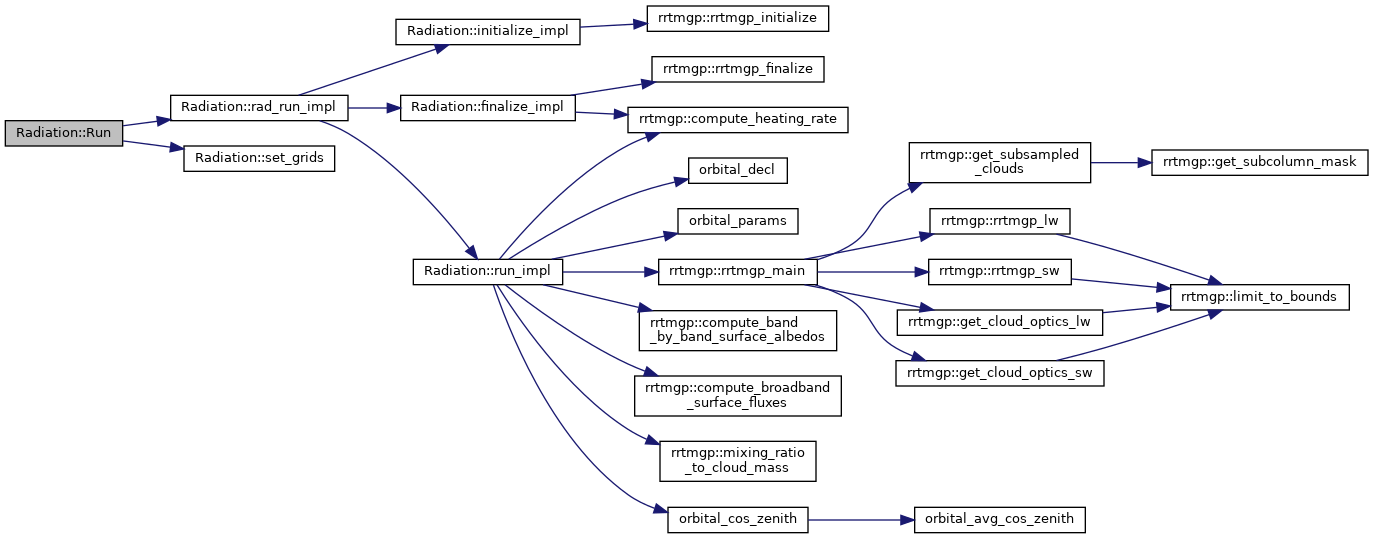 Radiation::Run
Radiation::rad_run_impl
Radiation::set_grids
Radiation::initialize_impl
Radiation::finalize_impl
Radiation::run_impl
rrtmgp::rrtmgp_initialize
rrtmgp::rrtmgp_finalize
rrtmgp::compute_heating_rate
orbital_decl
orbital_params
rrtmgp::rrtmgp_main
rrtmgp::compute_band
_by_band_surface_albedos
rrtmgp::compute_broadband
_surface_fluxes
rrtmgp::mixing_ratio
_to_cloud_mass
orbital_cos_zenith
rrtmgp::get_subsampled
_clouds
rrtmgp::rrtmgp_lw
rrtmgp::rrtmgp_sw
rrtmgp::get_cloud_optics_lw
rrtmgp::get_cloud_optics_sw
orbital_avg_cos_zenith
rrtmgp::get_subcolumn_mask
rrtmgp::limit_to_bounds